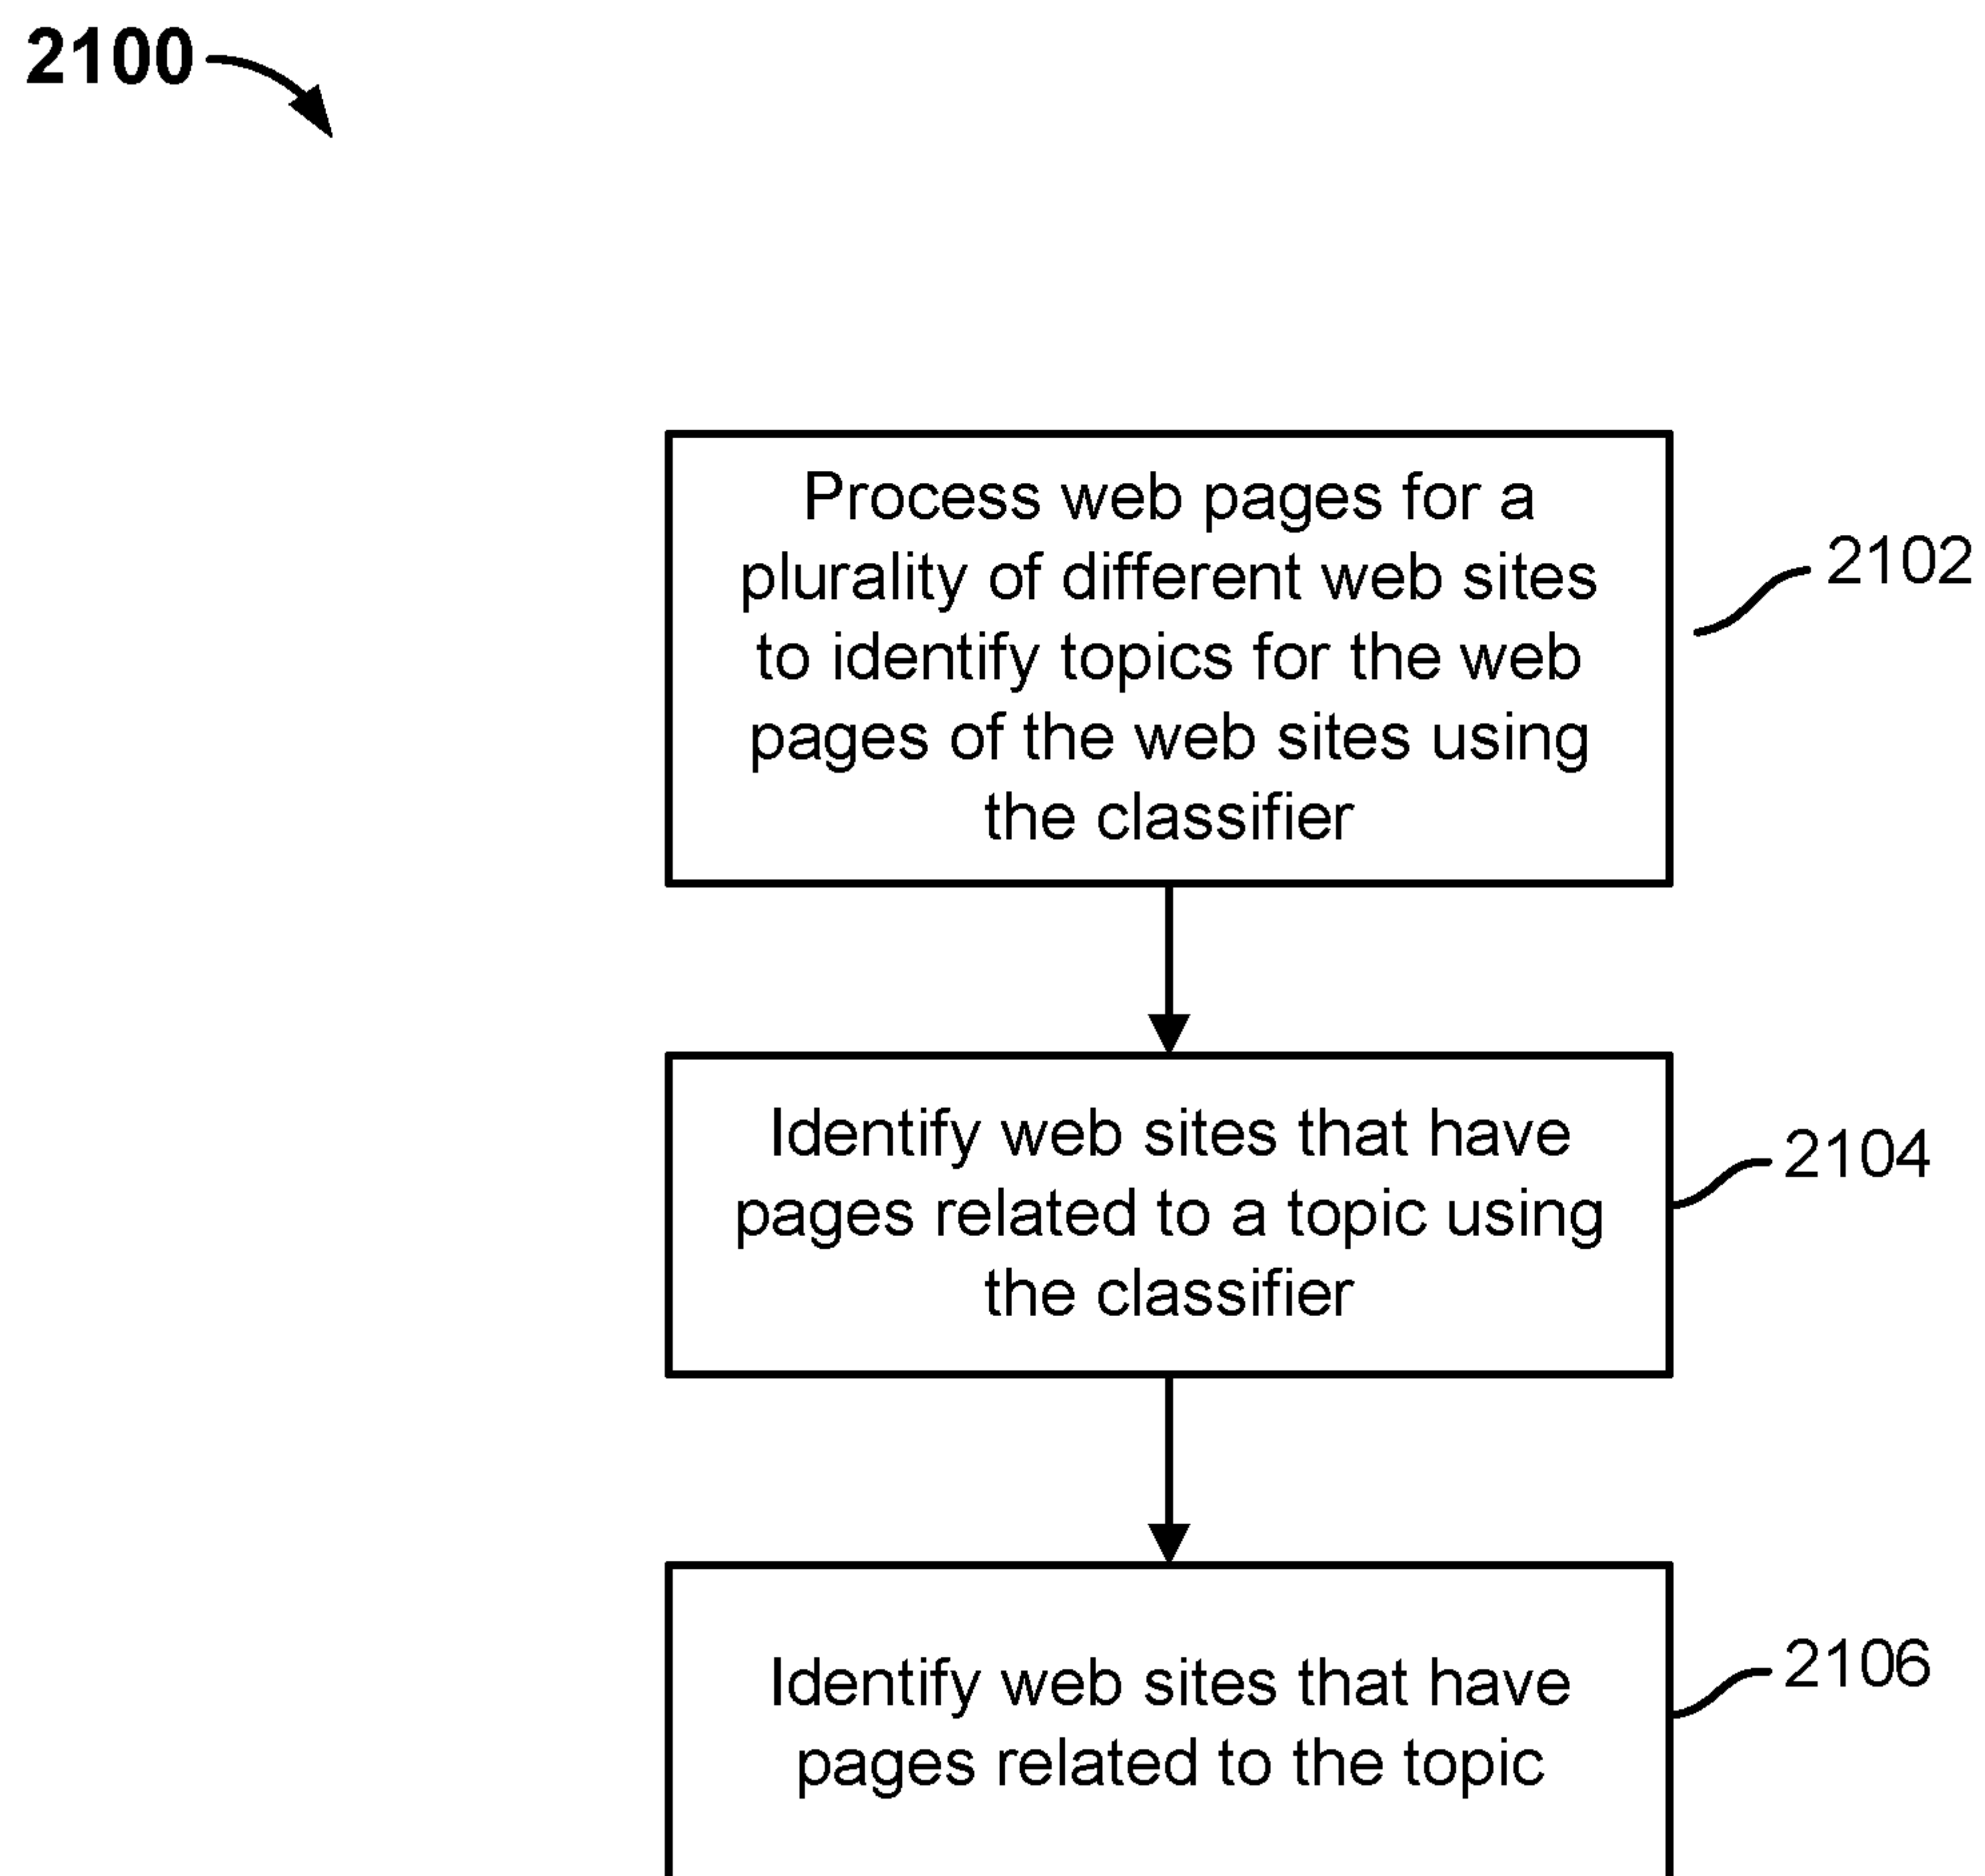 2100
Process web pages for a
plurality of different web sites
to identify topics for the web
pages of the web sites using
the classifier
2102
Identify web sites that have
pages related to a topic using
the classifier
2104
Identify web sites that have
pages related to the topic
2106